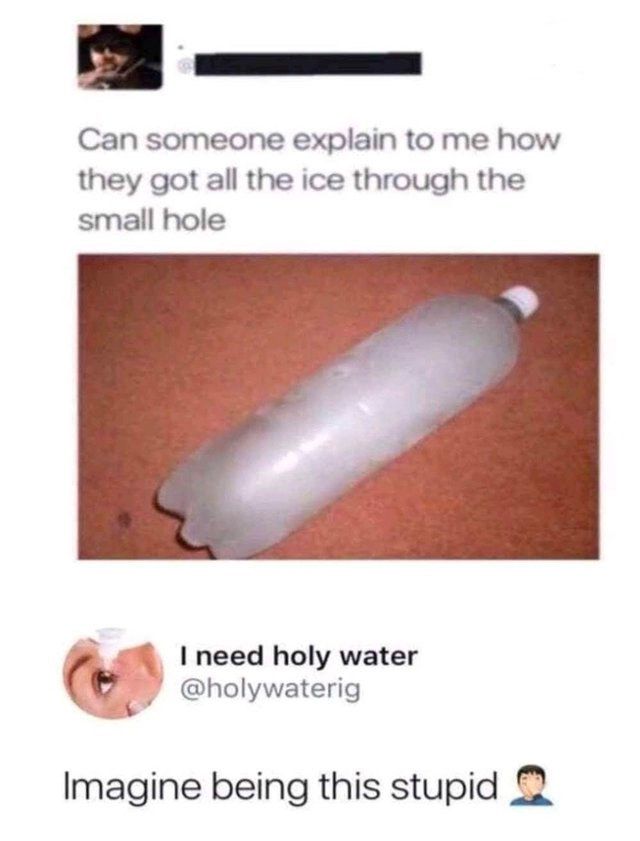 Can someone explain to me how
they got all the ice through the
small hole
I need holy water
@holywaterig
Imagine being this stupid 🤦🏻‍♂️